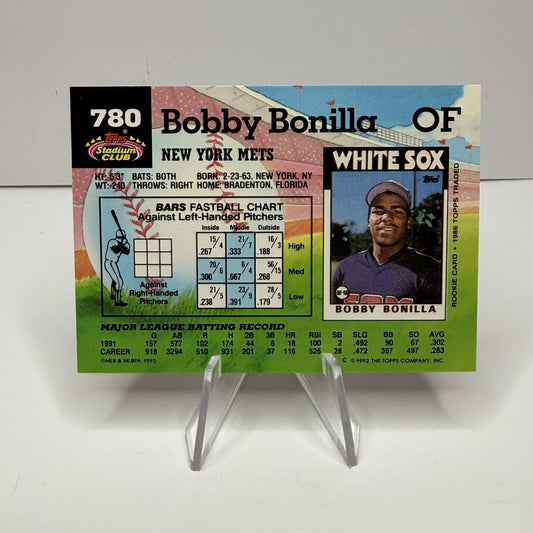 780
Topps
Stadium
CLUB
Bobby Bonilla OF
NEW YORK METS
HT: 6'3" BATS: BOTH BORN: 2-23-63, NEW YORK, NY
WT: 240 THROWS: RIGHT HOME: BRADENTON, FLORIDA
BARS FASTBALL CHART
Against Left-Handed Pitchers
Inside Middle Outside
15/4 21/7 16/3
.267 .333 .188 High
20/6 6/4 56/15
.300 .667 .268 Med
21/5 23/9 28/5
.238 .391 .179 Low
Against
Right-Handed
Pitchers
WHITE SOX
Topps
OF-1B
BOBBY BONILLA
ROOKIE CARD • 1986 TOPPS TRADED
MAJOR LEAGUE BATTING RECORD
G AB R H 2B 3B HR RBI SB SLG BB SO AVG
1991 157 577 102 174 44 6 18 100 2 .492 90 67 .302
CAREER 918 3294 510 931 201 37 116 526 28 .472 397 497 .283
©MLB & MLBPA 1992
C ©1992 THE TOPPS COMPANY, INC.